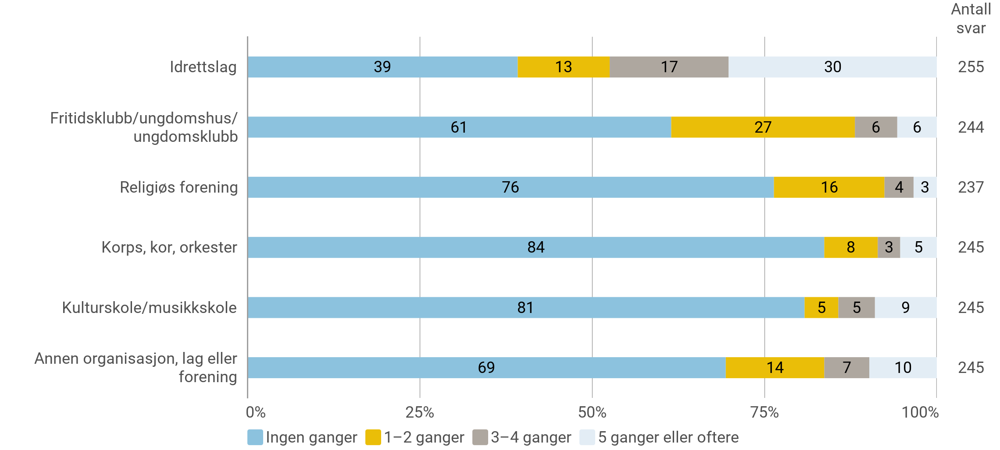 Antall
svar
Idrettslag 39 13 17 30 255
Fritidsklubb/ungdomshus/
ungdomsklubb 61 27 6 6 244
Religiøs forening 76 16 4 3 237
Korps, kor, orkester 84 8 3 5 245
Kulturskole/musikkskole 81 5 5 9 245
Annen organisasjon, lag eller
forening 69 14 7 10 245
0% 25% 50% 75% 100%
Ingen ganger 1–2 ganger 3–4 ganger 5 ganger eller oftere